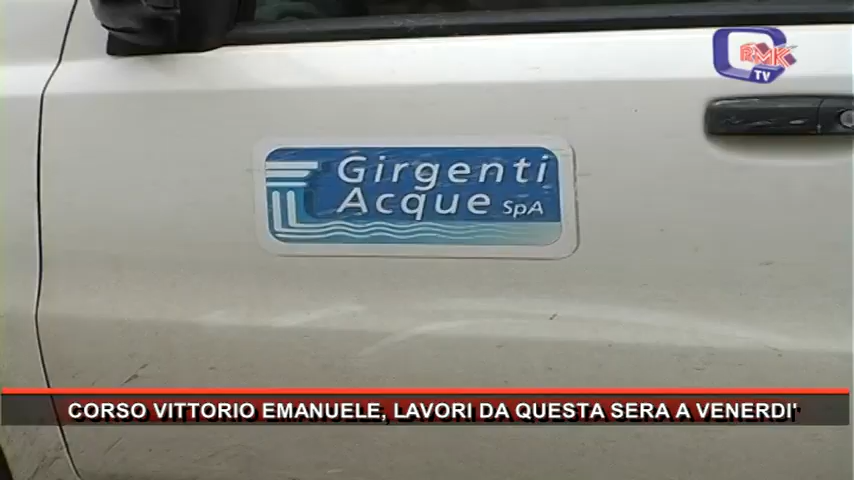 RMK
TV
Girgenti
Acque SpA
CORSO VITTORIO EMANUELE, LAVORI DA QUESTA SERA A VENERDI'